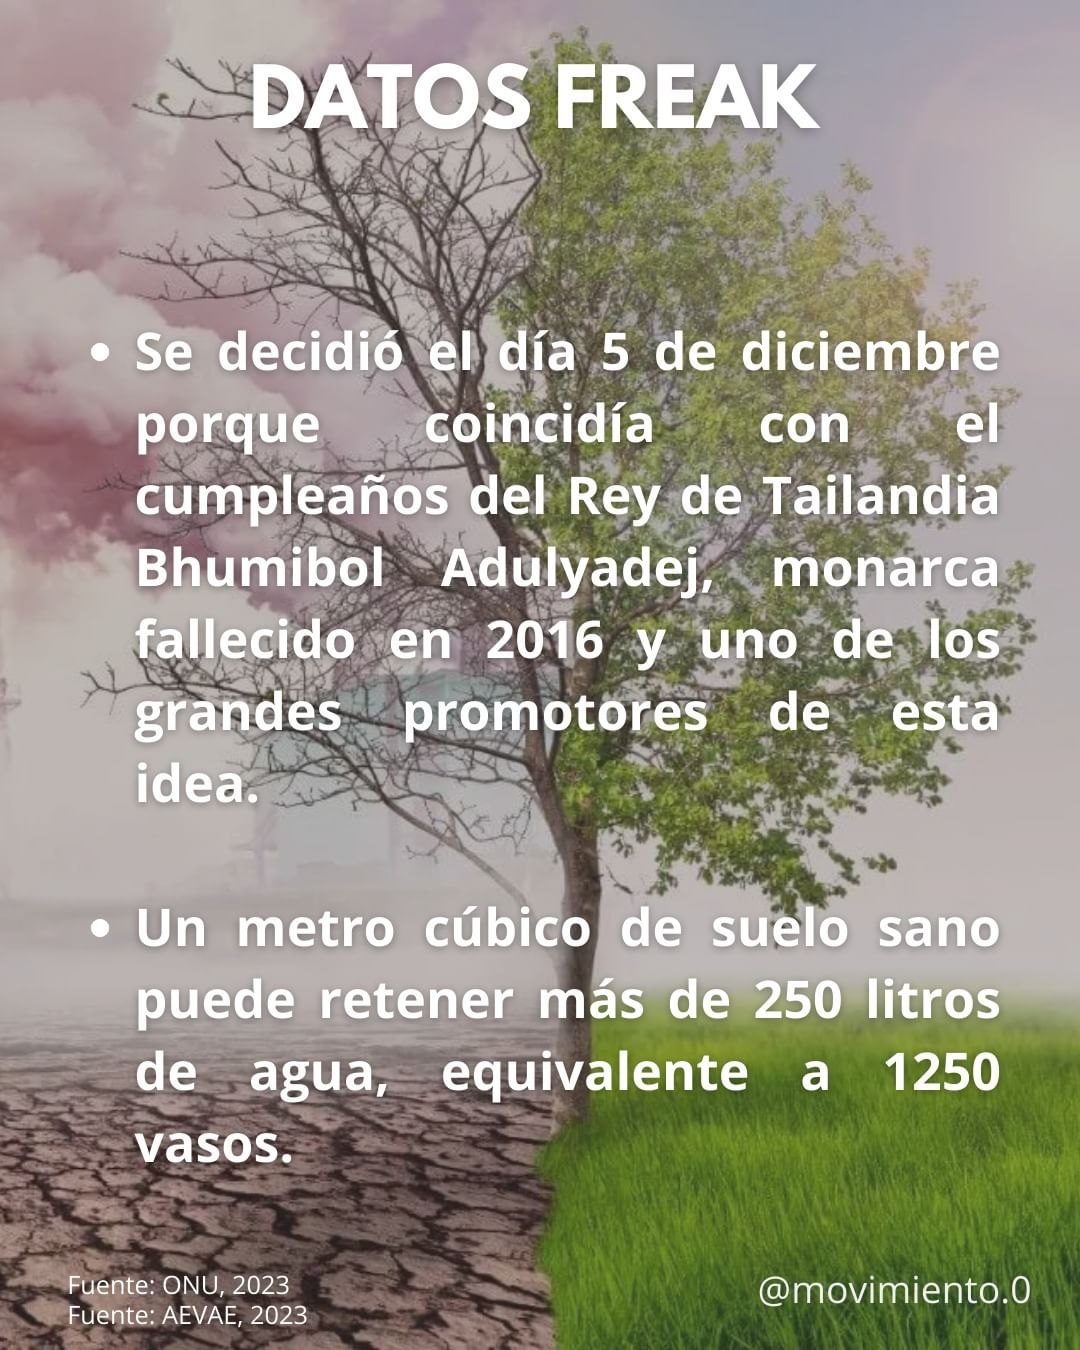 DATOS FREAK
• Se decidió el día 5 de diciembre
porque coincidía con el
cumpleaños del Rey de Tailandia
Bhumibol Adulyadej, monarca
fallecido en 2016 y uno de los
grandes promotores de esta
idea.
• Un metro cúbico de suelo sano
puede retener más de 250 litros
de agua, equivalente a 1250
vasos.
Fuente: ONU, 2023
Fuente: AEVAE, 2023
@movimiento.0